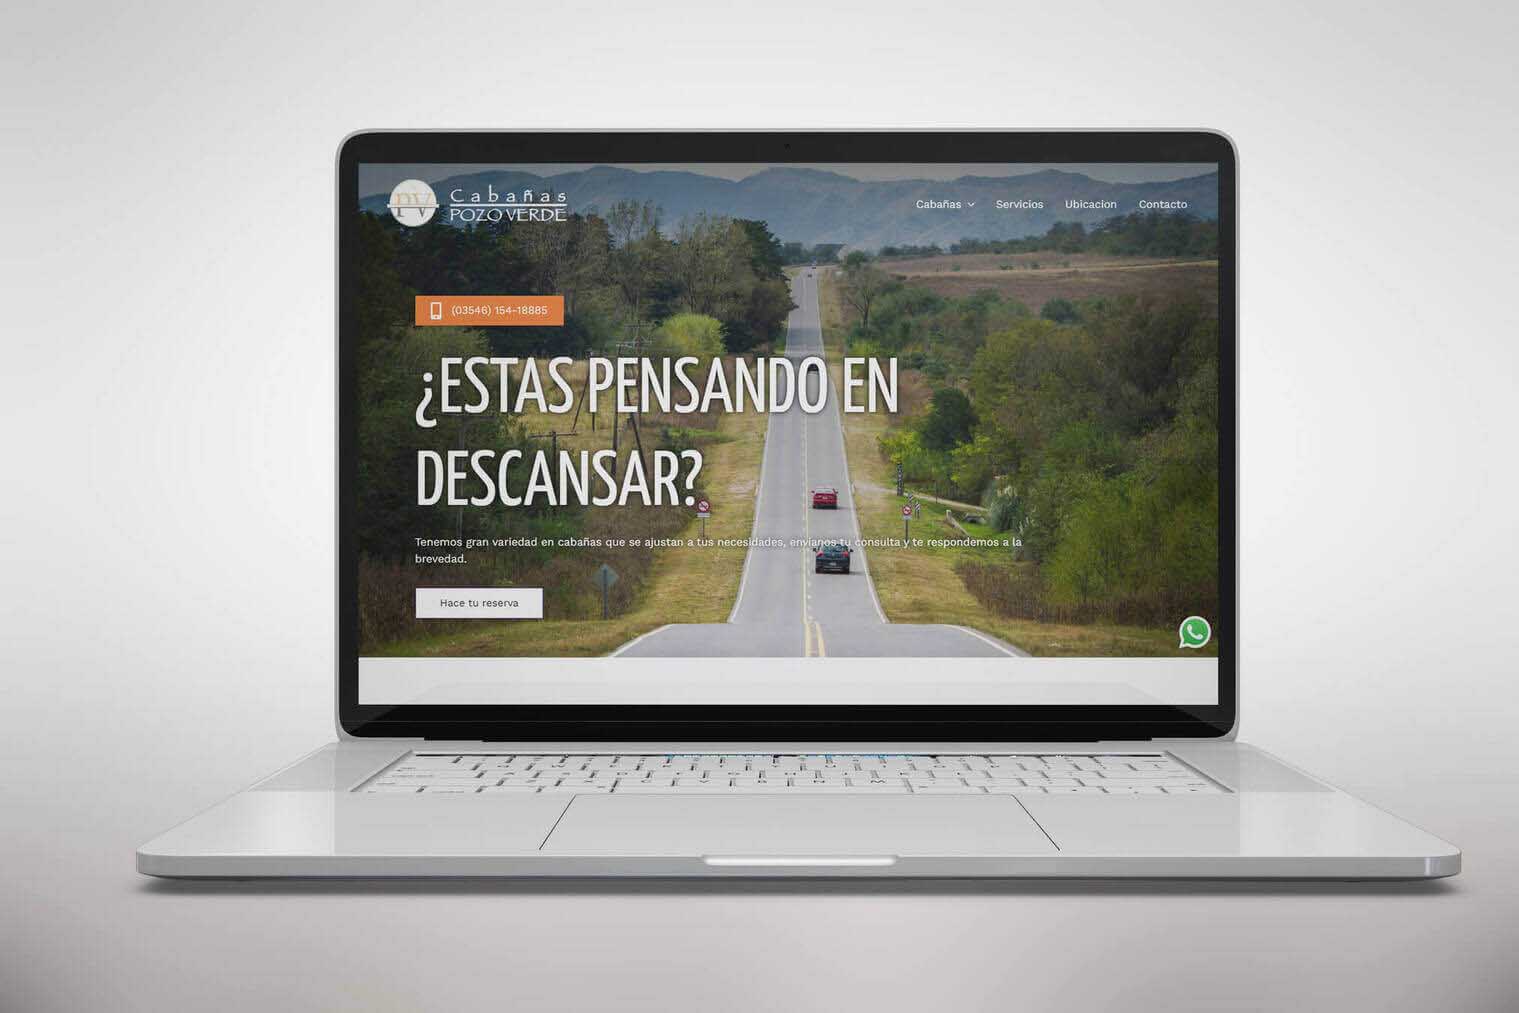 PV
Cabañas
POZO VERDE
Cabañas Servicios Ubicacion Contacto
(03546) 154-18885
¿ESTAS PENSANDO EN
DESCANSAR?
Tenemos gran variedad en cabañas que se ajustan a tus necesidades, envianos tu consulta y te respondemos a la
brevedad.
Hace tu reserva